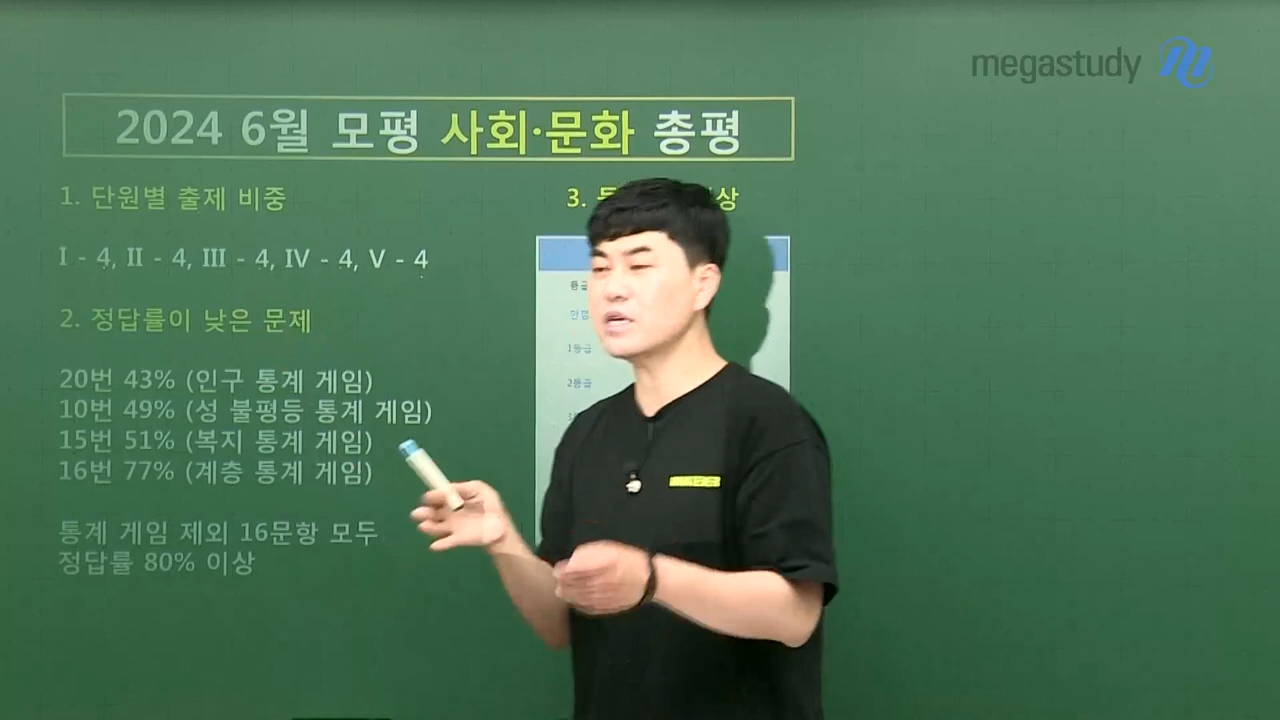 megastudy
2024 6월 모평 사회·문화 총평
1. 단원별 출제 비중
I - 4, II - 4, III - 4, IV - 4, V - 4
2. 정답률이 낮은 문제
20번 43% (인구 통계 게임)
10번 49% (성 불평등 통계 게임)
15번 51% (복지 통계 게임)
16번 77% (계층 통계 게임)
통계 게임 제외 16문항 모두
정답률 80% 이상
3.
1등급
2등급